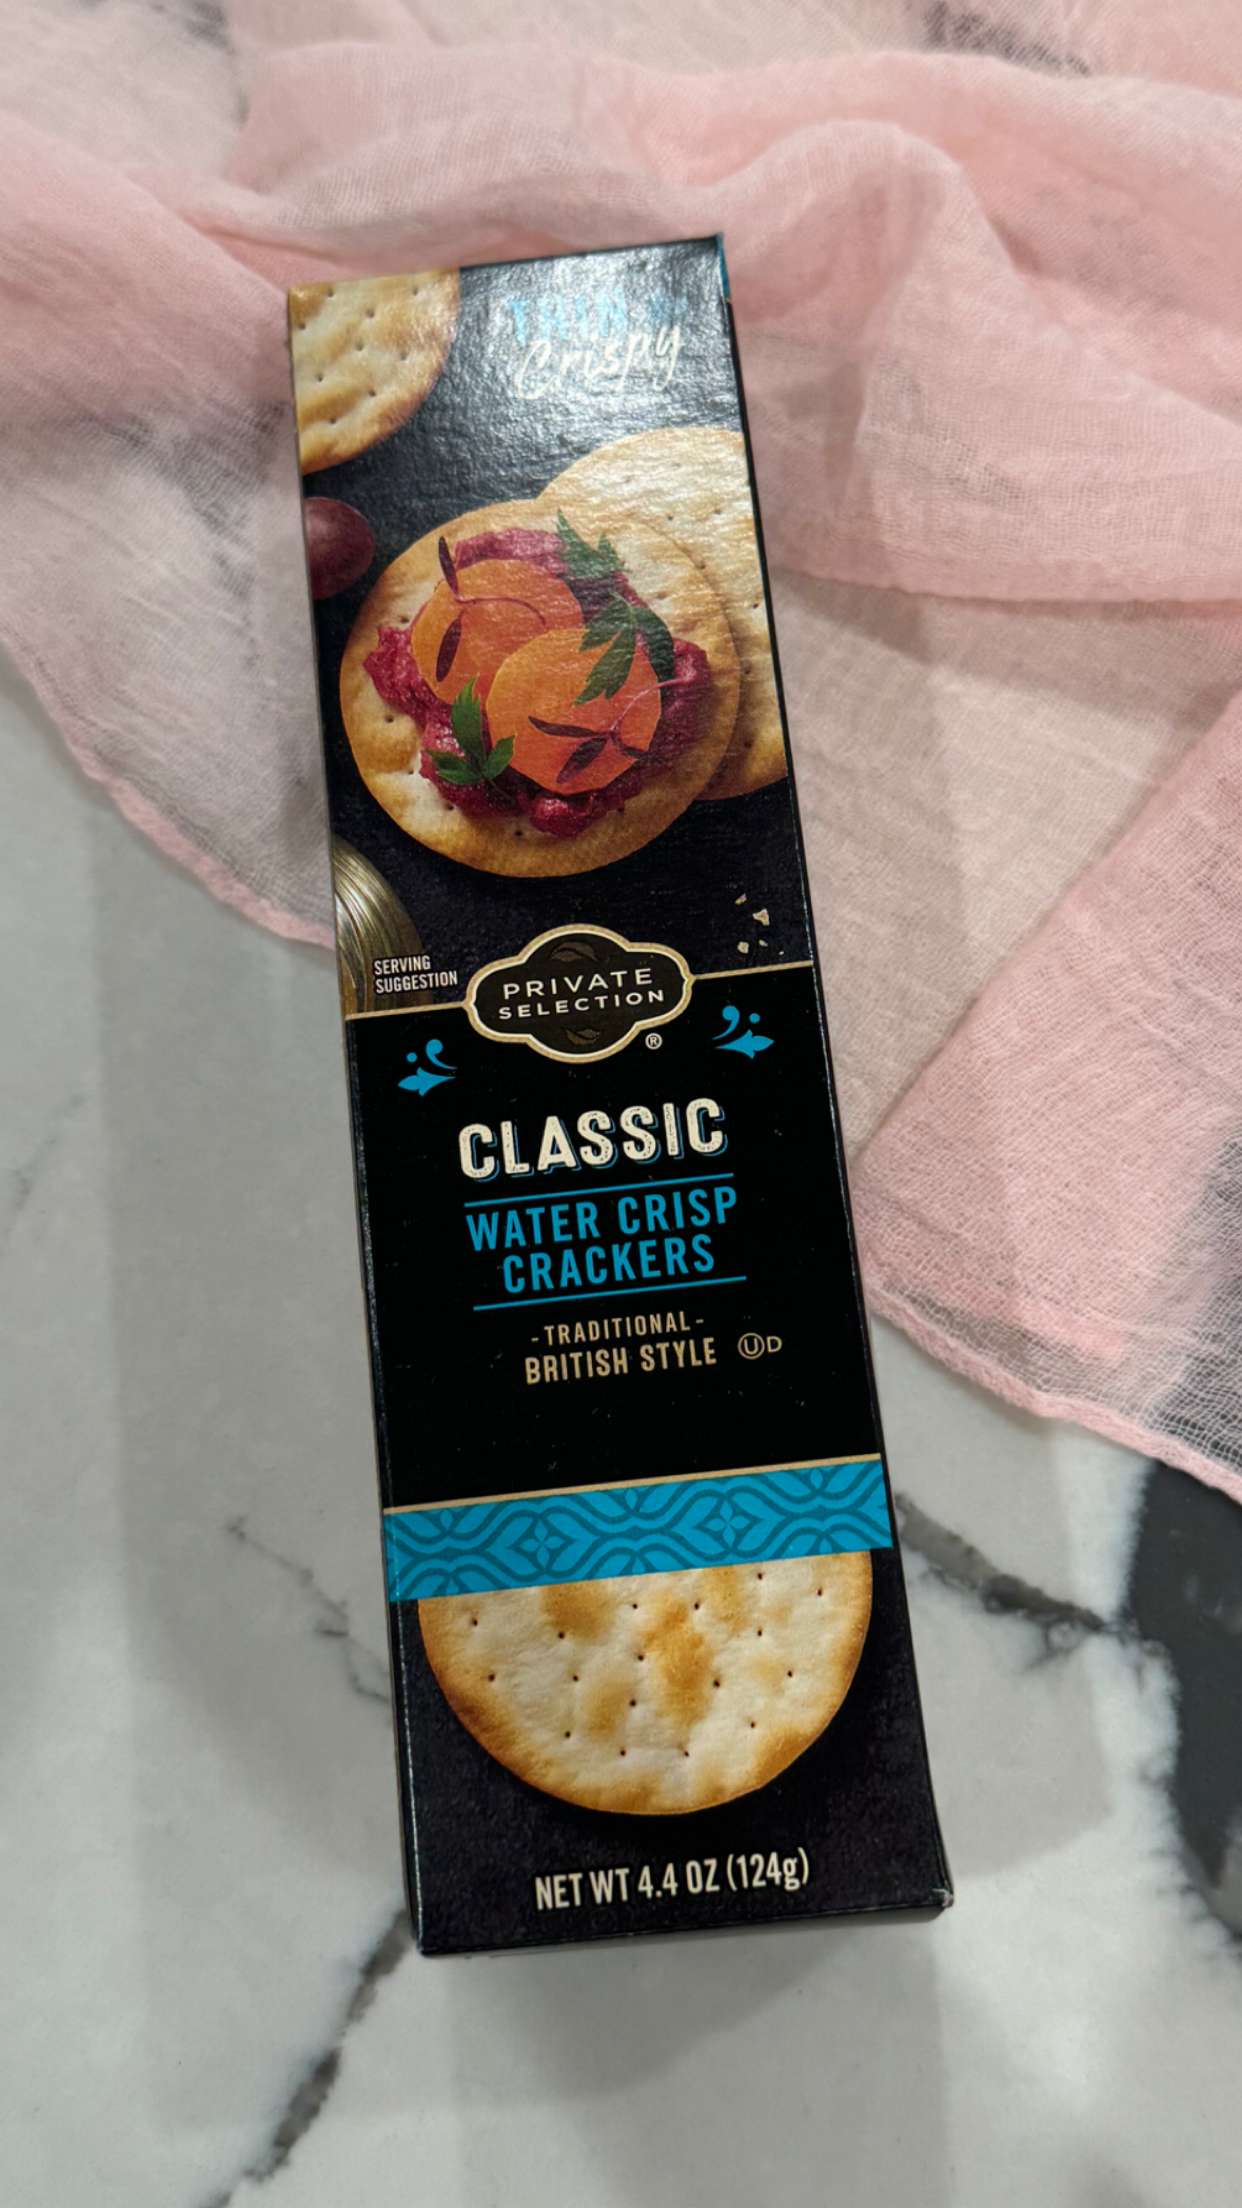 THIN &
Crispy
SERVING
SUGGESTION
PRIVATE
SELECTION
®
CLASSIC
WATER CRISP
CRACKERS
-TRADITIONAL-
BRITISH STYLE ⓊD
NET WT 4.4 OZ (124g)